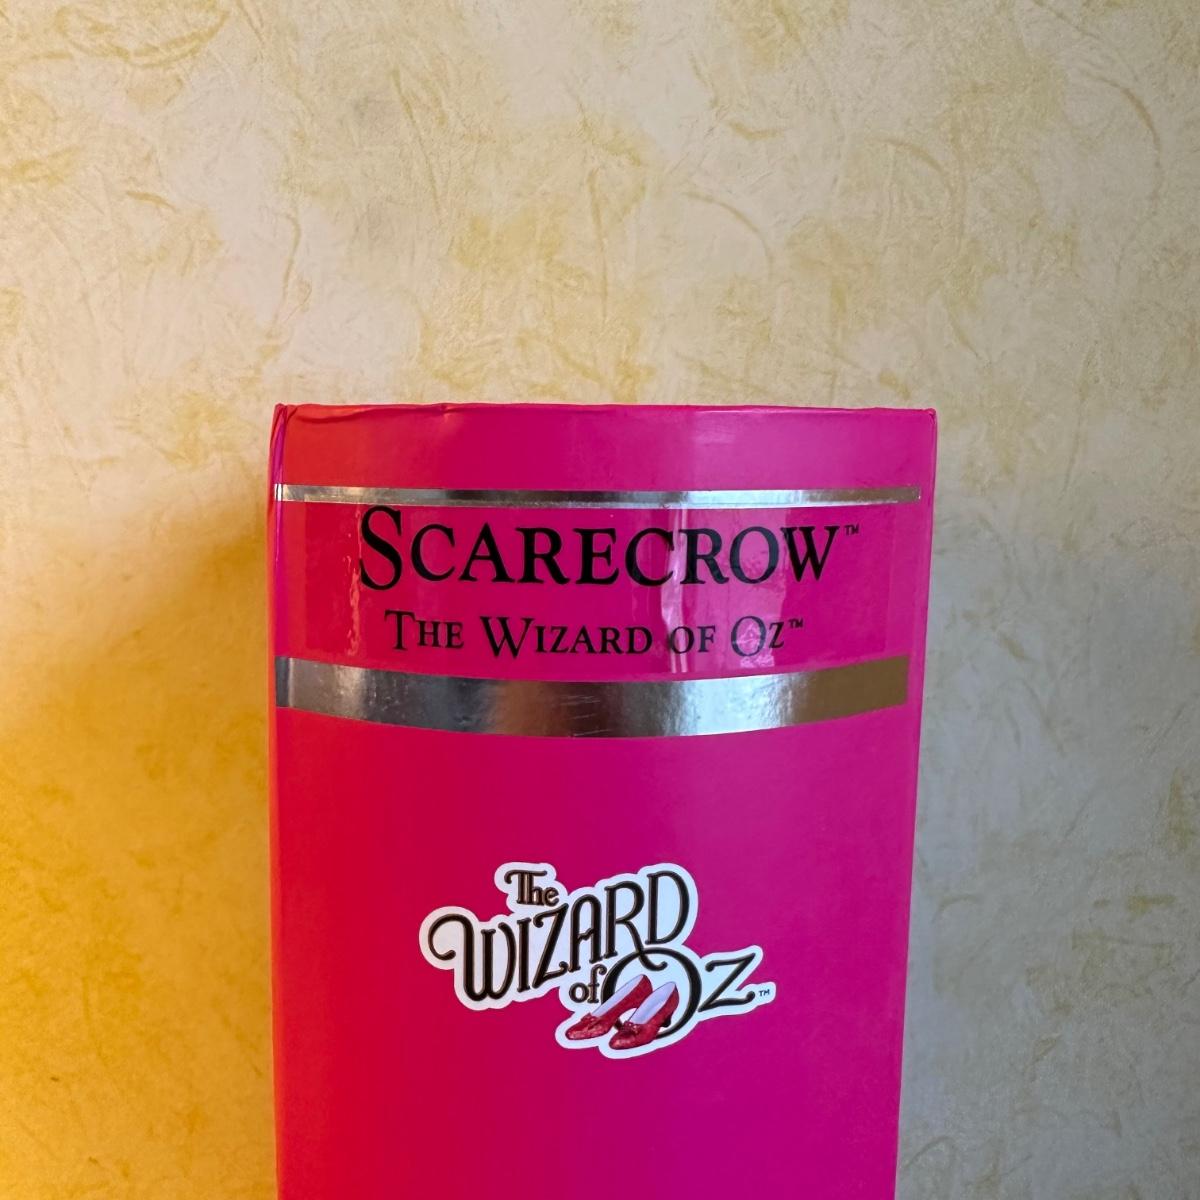 SCARECROW™
THE WIZARD OF OZ™
The
WIZARD
of OZ™